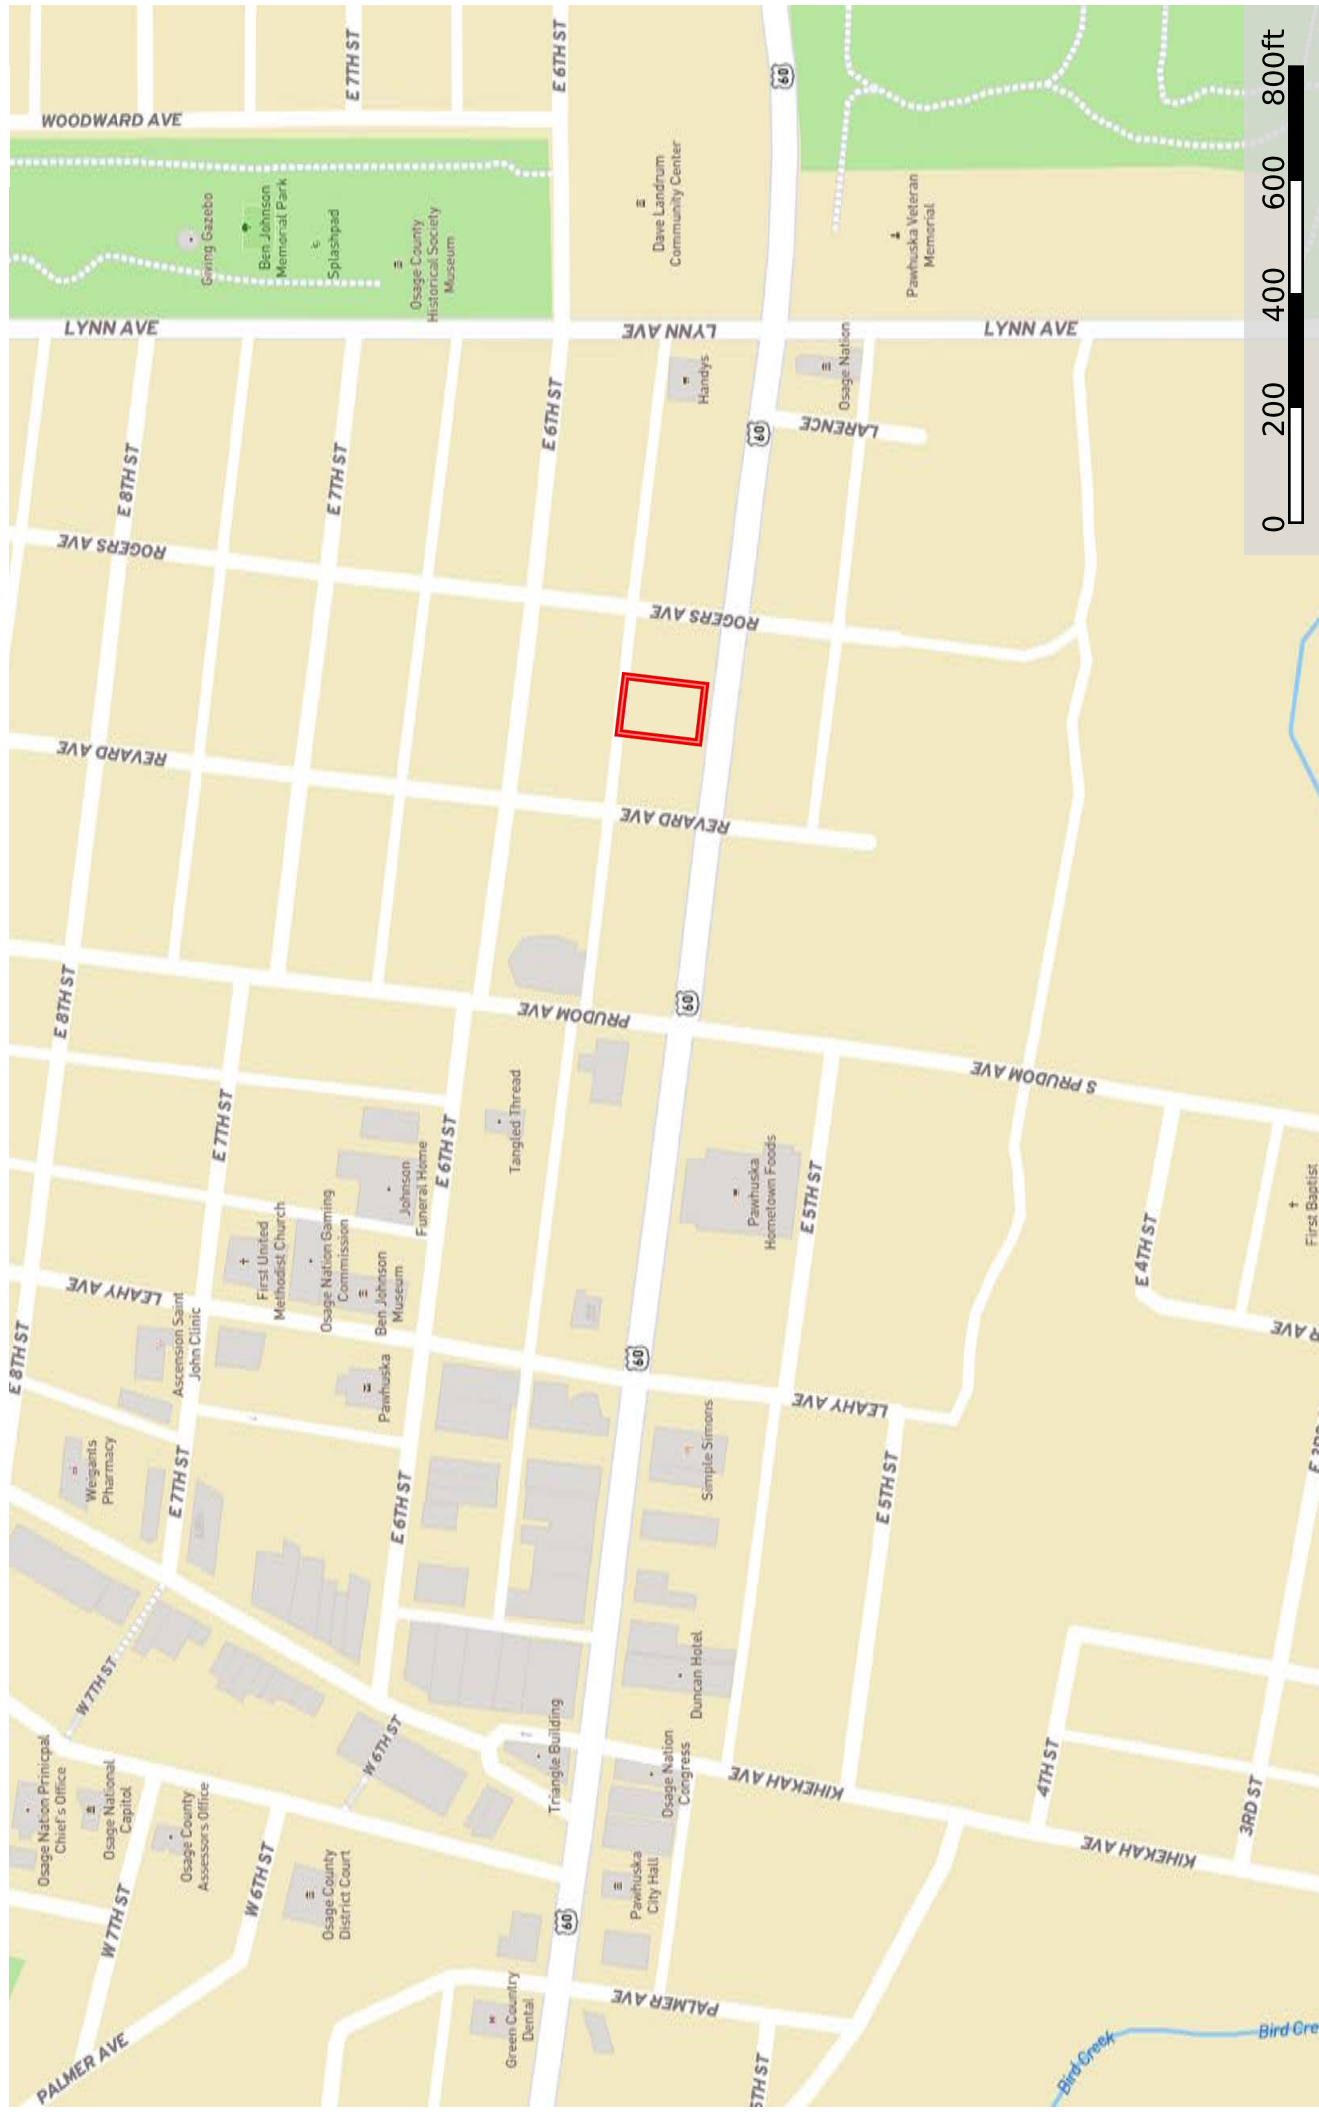 WOODWARD AVE
E 7TH ST
E 6TH ST
60
Giving Gazebo
Ben Johnson
Memorial Park
Splashpad
Osage County
Historical Society
Museum
Dave Landrum
Community Center
Pawhuska Veteran
Memorial
0
200
400
600
800ft
LYNN AVE
LYNN AVE
LYNN AVE
Handys
Osage Nation
LARENCE
60
E 8TH ST
E 7TH ST
E 6TH ST
ROGERS AVE
ROGERS AVE
REVARD AVE
REVARD AVE
E 8TH ST
PRUDOM AVE
60
S PRUDOM AVE
E 7TH ST
E 6TH ST
Tangled Thread
Johnson
Funeral Home
First United
Methodist Church
Osage Nation Gaming
Commission
Ben Johnson
Museum
Pawhuska
Hometown Foods
E 5TH ST
E 4TH ST
First Baptist
R AVE
LEAHY AVE
E 8TH ST
Ascension Saint
John Clinic
Pawhuska
60
LEAHY AVE
Simple Simons
Weigants
Pharmacy
E 7TH ST
E 6TH ST
E 5TH ST
W 7TH ST
W 6TH ST
Duncan Hotel
Triangle Building
Osage Nation
Congress
KIHEKAH AVE
4TH ST
3RD ST
KIHEKAH AVE
Osage Nation Prinicpal
Chief's Office
Osage National
Capitol
Osage County
Assessors Office
W 7TH ST
W 6TH ST
Osage County
District Court
Pawhuska
City Hall
60
PALMER AVE
Green Country
Dental
PALMER AVE
5TH ST
Bird Creek
Bird Cre